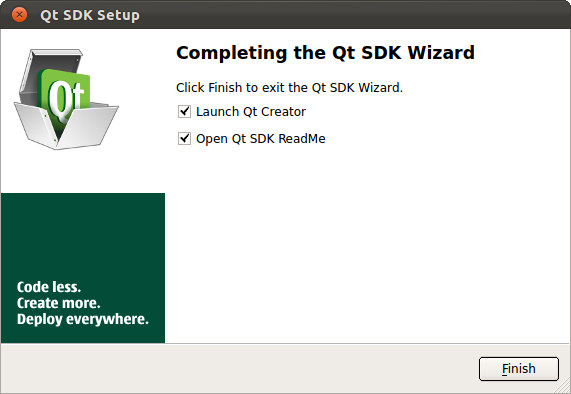 Qt SDK Setup
Qt
Completing the Qt SDK Wizard
Click Finish to exit the Qt SDK Wizard.
Launch Qt Creator
Open Qt SDK ReadMe
Code less.
Create more.
Deploy everywhere.
Finish